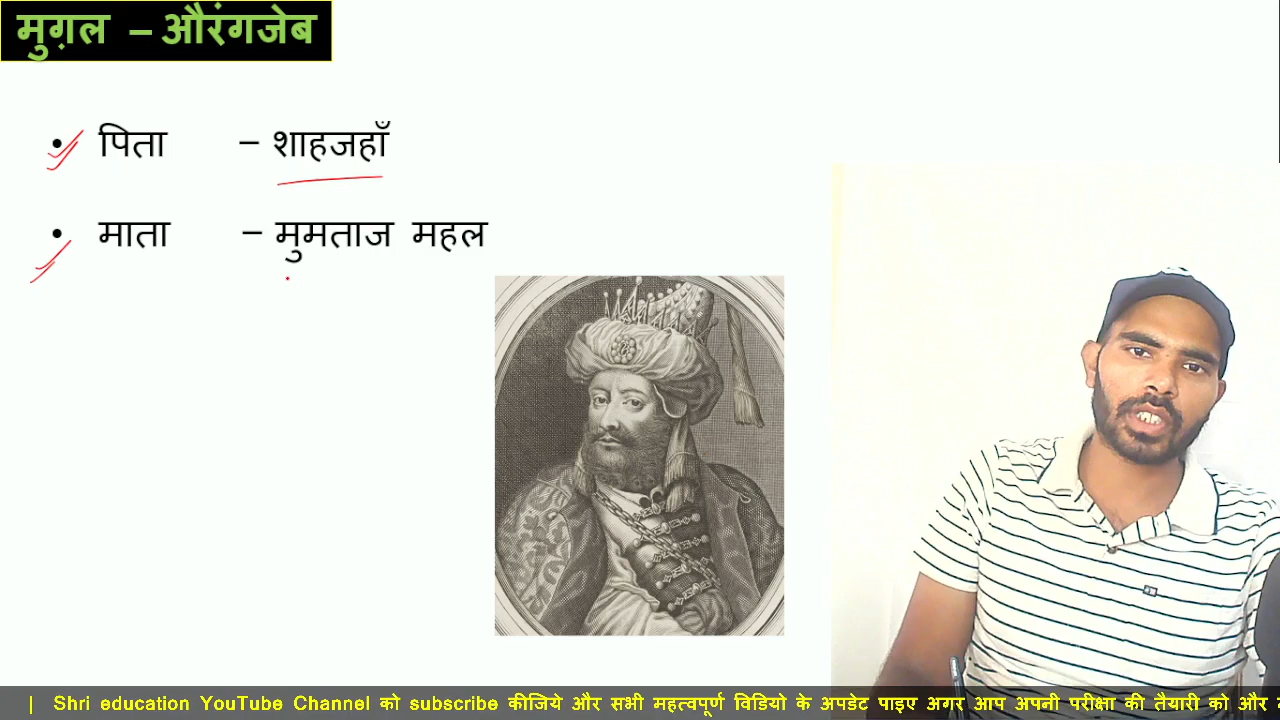 मुग़ल – औरंगजेब
• पिता – शाहजहाँ
• माता – मुमताज महल
| Shri education YouTube Channel को subscribe कीजिये और सभी महत्वपूर्ण विडियो के अपडेट पाइए अगर आप अपनी परीक्षा की तैयारी को और